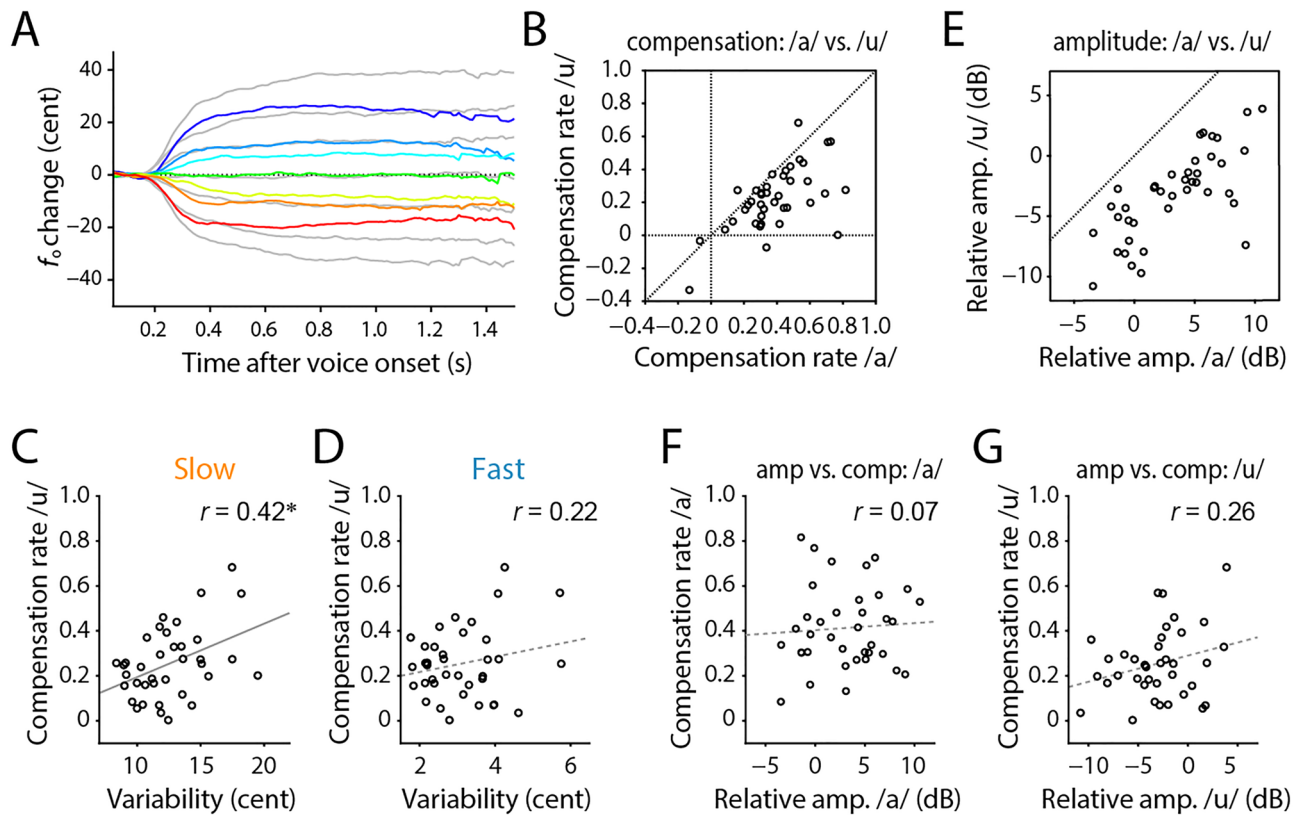 A
fo change (cent)
40
20
0
−20
−40
0.2 0.4 0.6 0.8 1.0 1.2 1.4
Time after voice onset (s)
B
compensation: /a/ vs. /u/
Compensation rate /u/
1.0
0.8
0.6
0.4
0.2
0
−0.2
−0.4
−0.4 −0.2 0 0.2 0.4 0.6 0.8 1.0
Compensation rate /a/
E
amplitude: /a/ vs. /u/
Relative amp. /u/ (dB)
5
0
−5
−10
−5 0 5 10
Relative amp. /a/ (dB)
C
Slow
r = 0.42*
Compensation rate /u/
1.0
0.8
0.6
0.4
0.2
0
10 15 20
Variability (cent)
D
Fast
r = 0.22
Compensation rate /u/
1.0
0.8
0.6
0.4
0.2
0
2 4 6
Variability (cent)
F
amp vs. comp: /a/
r = 0.07
Compensation rate /a/
1.0
0.8
0.6
0.4
0.2
0
−5 0 5 10
Relative amp. /a/ (dB)
G
amp vs. comp: /u/
r = 0.26
Compensation rate /u/
1.0
0.8
0.6
0.4
0.2
0
−10 −5 0 5
Relative amp. /u/ (dB)